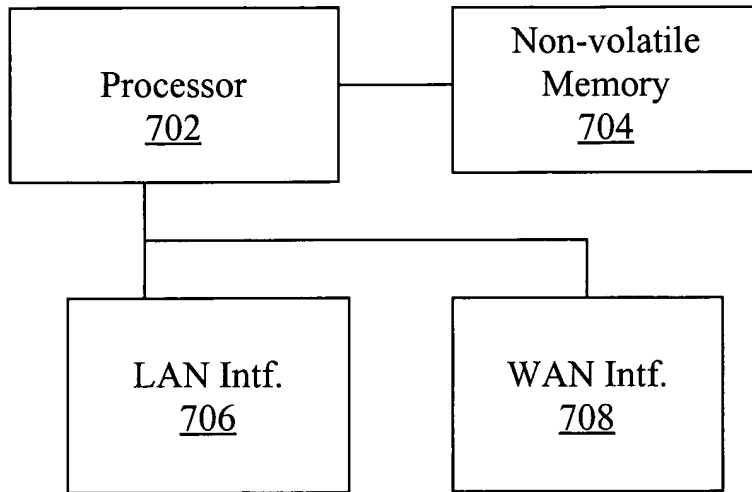 Processor
702
Non-volatile
Memory
704
LAN Intf.
706
WAN Intf.
708